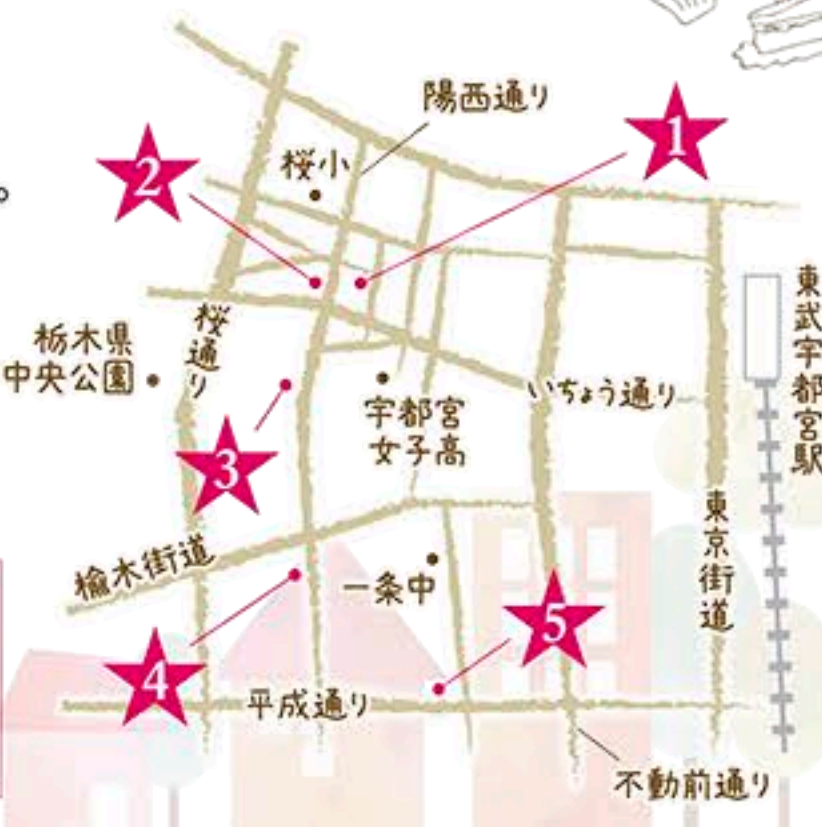 。
陽西通り
1
2
桜小
桜通り
栃木県
中央公園
東武宇都宮駅
いちょう通り
宇都宮
女子高
3
東京街道
楡木街道
一条中
5
4
平成通り
不動前通り